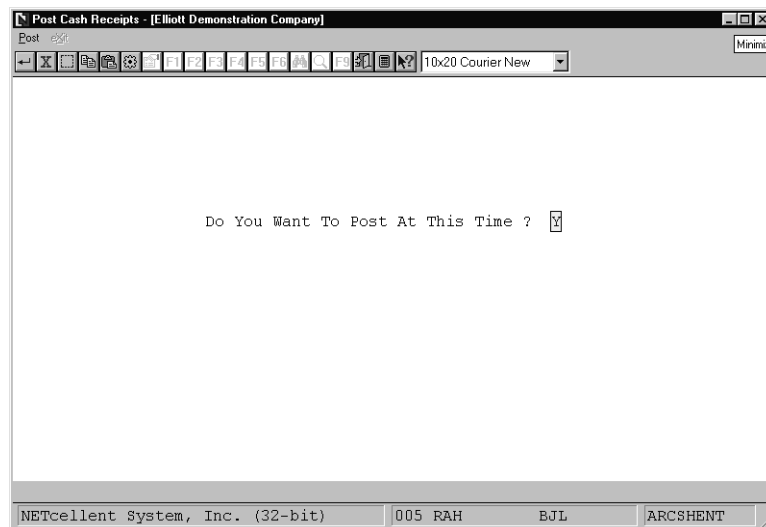 Post Cash Receipts - [Elliott Demonstration Company]
Post exit
Minimiz
X F1 F2 F3 F4 F5 F6 F9 10x20 Courier New
Do You Want To Post At This Time ? Y
NETcellent System, Inc. (32-bit) 005 RAH BJL ARCSHENT